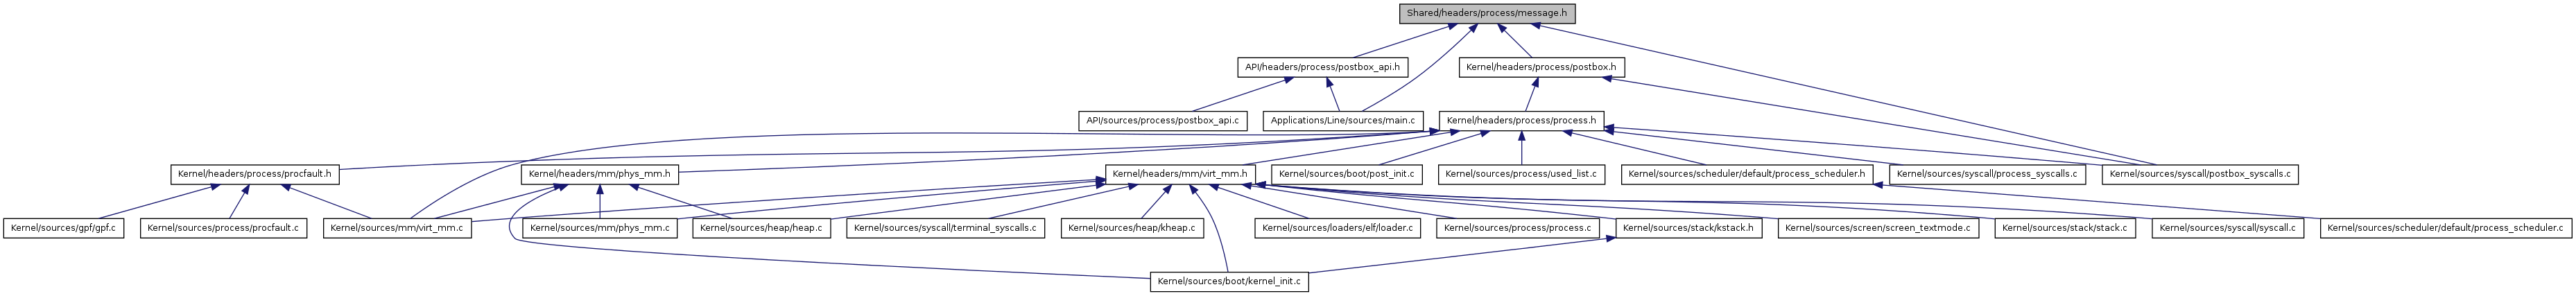 Shared/headers/process/message.h
API/headers/process/postbox_api.h
Kernel/headers/process/postbox.h
API/sources/process/postbox_api.c
Applications/Line/sources/main.c
Kernel/headers/process/process.h
Kernel/headers/process/procfault.h
Kernel/headers/mm/phys_mm.h
Kernel/headers/mm/virt_mm.h
Kernel/sources/boot/post_init.c
Kernel/sources/process/used_list.c
Kernel/sources/scheduler/default/process_scheduler.h
Kernel/sources/syscall/process_syscalls.c
Kernel/sources/syscall/postbox_syscalls.c
Kernel/sources/gpf/gpf.c
Kernel/sources/process/procfault.c
Kernel/sources/mm/virt_mm.c
Kernel/sources/mm/phys_mm.c
Kernel/sources/heap/heap.c
Kernel/sources/syscall/terminal_syscalls.c
Kernel/sources/heap/kheap.c
Kernel/sources/loaders/elf/loader.c
Kernel/sources/process/process.c
Kernel/sources/stack/kstack.h
Kernel/sources/screen/screen_textmode.c
Kernel/sources/stack/stack.c
Kernel/sources/syscall/syscall.c
Kernel/sources/scheduler/default/process_scheduler.c
Kernel/sources/boot/kernel_init.c